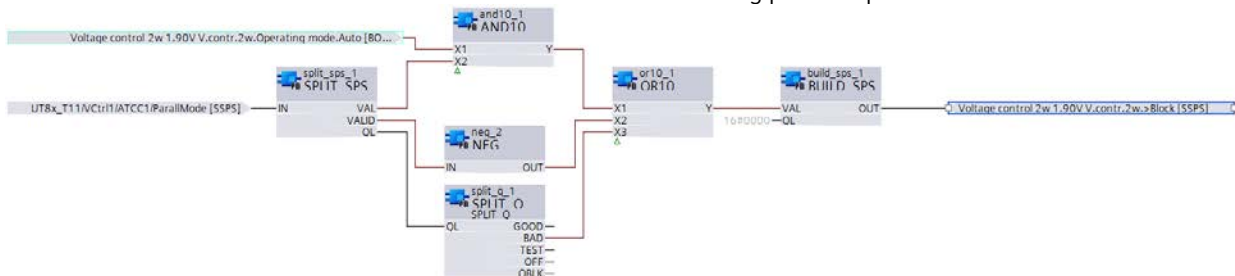 and10_1
AND10
Voltage control 2w 1.90V V.contr.2w.Operating mode.Auto [BO...
X1 Y
X2
split_sps_1
SPLIT_SPS
or10_1
OR10
build_sps_1
BUILD_SPS
UT8x_T11/VCtrl1/ATCC1/ParallMode [SSPS]
IN VAL
VALID
QL
X1 Y
X2
X3
VAL OUT
16#0000 QL
Voltage control 2w 1.90V V.contr.2w.>Block [SSPS]
neg_2
NEG
IN OUT
split_q_1
SPLIT_Q
SPLIT_Q
QL GOOD
BAD
TEST
OFF
OBLK